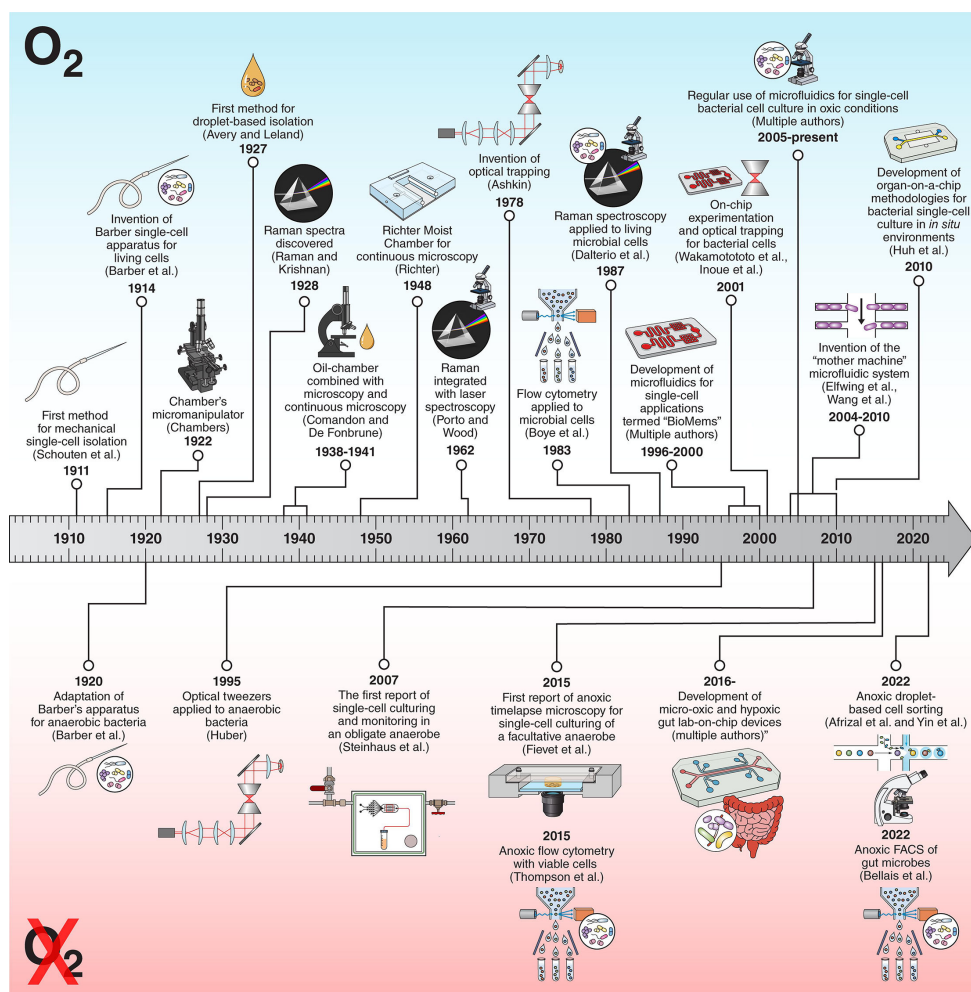 O2
First method for
droplet-based isolation
(Avery and Leland)
1927
Invention of
Barber single-cell
apparatus for
living cells
(Barber et al.)
1914
First method
for mechanical
single-cell isolation
(Schouten et al.)
1911
Chamber's
micromanipulator
(Chambers)
1922
Raman spectra
discovered
(Raman and
Krishnan)
1928
Oil-chamber
combined with
microscopy and
continuous microscopy
(Comandon and
De Fonbrune)
1938-1941
Richter Moist
Chamber for
continuous microscopy
(Richter)
1948
Raman
integrated
with laser
spectroscopy
(Porto and
Wood)
1962
Invention of
optical trapping
(Ashkin)
1978
Flow cytometry
applied to
microbial cells
(Boye et al.)
1983
Raman spectroscopy
applied to living
microbial cells
(Dalterio et al.)
1987
Development of
microfluidics for
single-cell
applications
termed "BioMems"
(Multiple authors)
1996-2000
On-chip
experimentation
and optical trapping
for bacterial cells
(Wakamotototo et al.,
Inoue et al.)
2001
Regular use of microfluidics for single-cell
bacterial cell culture in oxic conditions
(Multiple authors)
2005-present
Invention of the
"mother machine"
microfluidic system
(Elfwing et al.,
Wang et al.)
2004-2010
Development of
organ-on-a-chip
methodologies for
bacterial single-cell
culture in in situ
environments
(Huh et al.)
2010
1910 1920 1930 1940 1950 1960 1970 1980 1990 2000 2010 2020
1920
Adaptation of
Barber's apparatus
for anaerobic bacteria
(Barber et al.)
1995
Optical tweezers
applied to anaerobic
bacteria
(Huber)
2007
The first report of
single-cell culturing
and monitoring in
an obligate anaerobe
(Steinhaus et al.)
2015
First report of anoxic
timelapse microscopy for
single-cell culturing of
a facultative anaerobe
(Fievet et al.)
2015
Anoxic flow cytometry
with viable cells
(Thompson et al.)
2016-
Development of
micro-oxic and hypoxic
gut lab-on-chip devices
(multiple authors)"
2022
Anoxic droplet-
based cell sorting
(Afrizal et al. and Yin et al.)
2022
Anoxic FACS of
gut microbes
(Bellais et al.)
O2
X